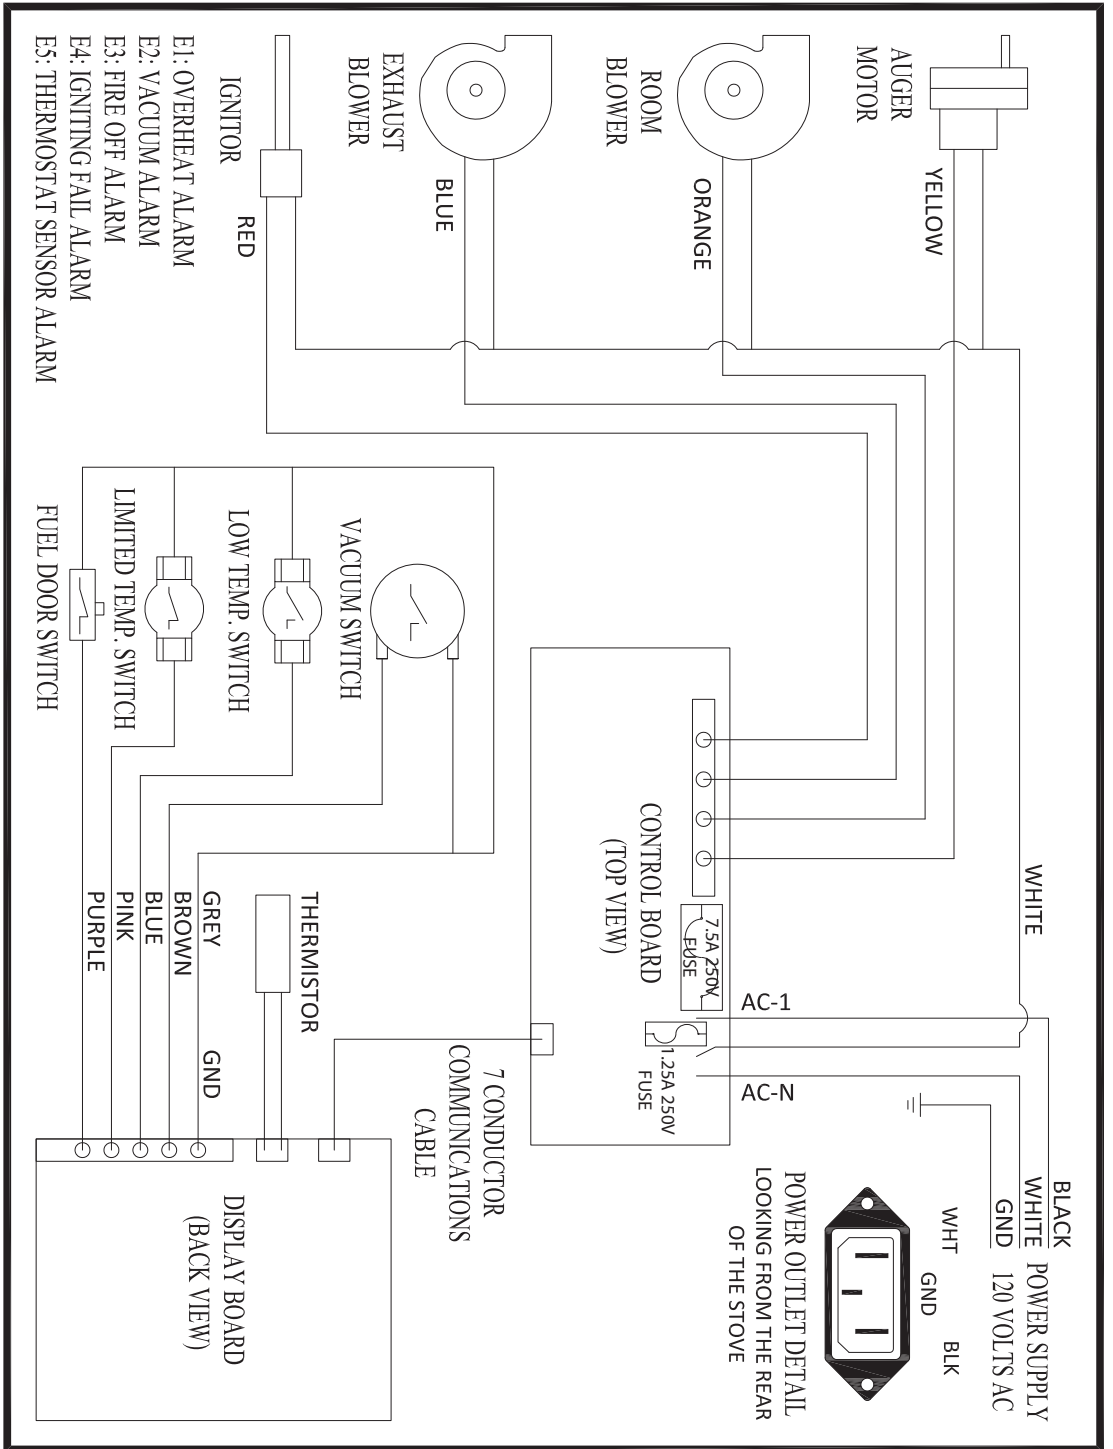 AUGER
MOTOR
YELLOW
ROOM
BLOWER
ORANGE
EXHAUST
BLOWER
BLUE
IGNITOR
RED
E1: OVERHEAT ALARM
E2: VACUUM ALARM
E3: FIRE OFF ALARM
E4: IGNITING FAIL ALARM
E5: THERMOSTAT SENSOR ALARM
WHITE
BLACK
WHITE
GND
POWER SUPPLY
120 VOLTS AC
WHT
GND
BLK
POWER OUTLET DETAIL
LOOKING FROM THE REAR
OF THE STOVE
AC-1
AC-N
7.5A 250V
FUSE
1.25A 250V
FUSE
CONTROL BOARD
(TOP VIEW)
7 CONDUCTOR
COMMUNICATIONS
CABLE
VACUUM SWITCH
LOW TEMP. SWITCH
LIMITED TEMP. SWITCH
FUEL DOOR SWITCH
THERMISTOR
GREY
GND
BROWN
BLUE
PINK
PURPLE
DISPLAY BOARD
(BACK VIEW)